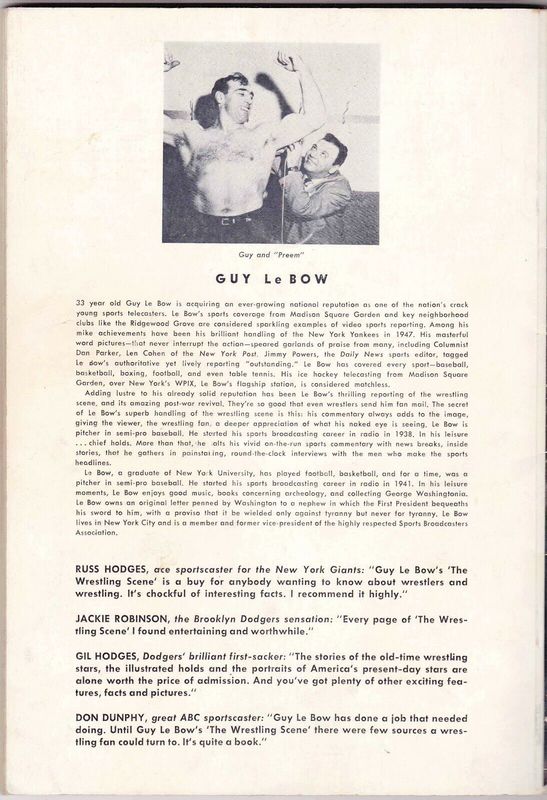 Guy and "Preem"
GUY Le BOW
33 year old Guy Le Bow is acquiring an ever-growing national reputation as one of the nation's crack
young sports telecasters. Le Bow's sports coverage from Madison Square Garden and key neighborhood
clubs like the Ridgewood Grove are considered sparkling examples of video sports reporting. Among his
mike achievements have been his brilliant handling of the New York Yankees in 1947. His masterful
word pictures—that never interrupt the action—speared garlands of praise from many, including Columnist
Dan Parker, Len Cohen of the New York Post. Jimmy Powers, the Daily News sports editor, tagged
Le Bow's authoritative yet lively reporting "outstanding." Le Bow has covered every sport—baseball,
basketball, boxing, football, and even table tennis. His ice hockey telecasting from Madison Square
Garden, over New York's WPIX, Le Bow's flagship station, is considered matchless.
Adding lustre to his already solid reputation has been Le Bow's thrilling reporting of the wrestling
scene, and its amazing post-war revival. They're so good that even wrestlers send him fan mail. The secret
of Le Bow's superb handling of the wrestling scene is this: his commentary always adds to the image,
giving the viewer, the wrestling fan, a deeper appreciation of what his naked eye is seeing. Le Bow is
pitcher in semi-pro baseball. He started his sports broadcasting career in radio in 1938. In his leisure
...chief holds. More than that, he salts his vivid on-the-run sports commentary with news breaks, inside
stories, that he gathers in painstaking, round-the-clock interviews with the men who make the sports
headlines.
Le Bow, a graduate of New York University, has played football, basketball, and for a time, was a
pitcher in semi-pro baseball. He started his sports broadcasting career in radio in 1941. In his leisure
moments, Le Bow enjoys good music, books concerning archeology, and collecting George Washingtonia.
Le Bow owns an original letter penned by Washington to a nephew in which the First President bequeaths
his sword to him, with a proviso that it be wielded only against tyranny but never for tyranny. Le Bow
lives in New York City and is a member and former vice-president of the highly respected Sports Broadcasters
Association.
RUSS HODGES, ace sportscaster for the New York Giants: "Guy Le Bow's 'The
Wrestling Scene' is a buy for anybody wanting to know about wrestlers and
wrestling. It's chockful of interesting facts. I recommend it highly."
JACKIE ROBINSON, the Brooklyn Dodgers sensation: "Every page of 'The Wres-
tling Scene' I found entertaining and worthwhile."
GIL HODGES, Dodgers' brilliant first-sacker: "The stories of the old-time wrestling
stars, the illustrated holds and the portraits of America's present-day stars are
alone worth the price of admission. And you've got plenty of other exciting fea-
tures, facts and pictures."
DON DUNPHY, great ABC sportscaster: "Guy Le Bow has done a job that needed
doing. Until Guy Le Bow's 'The Wrestling Scene' there were few sources a wres-
tling fan could turn to. It's quite a book."